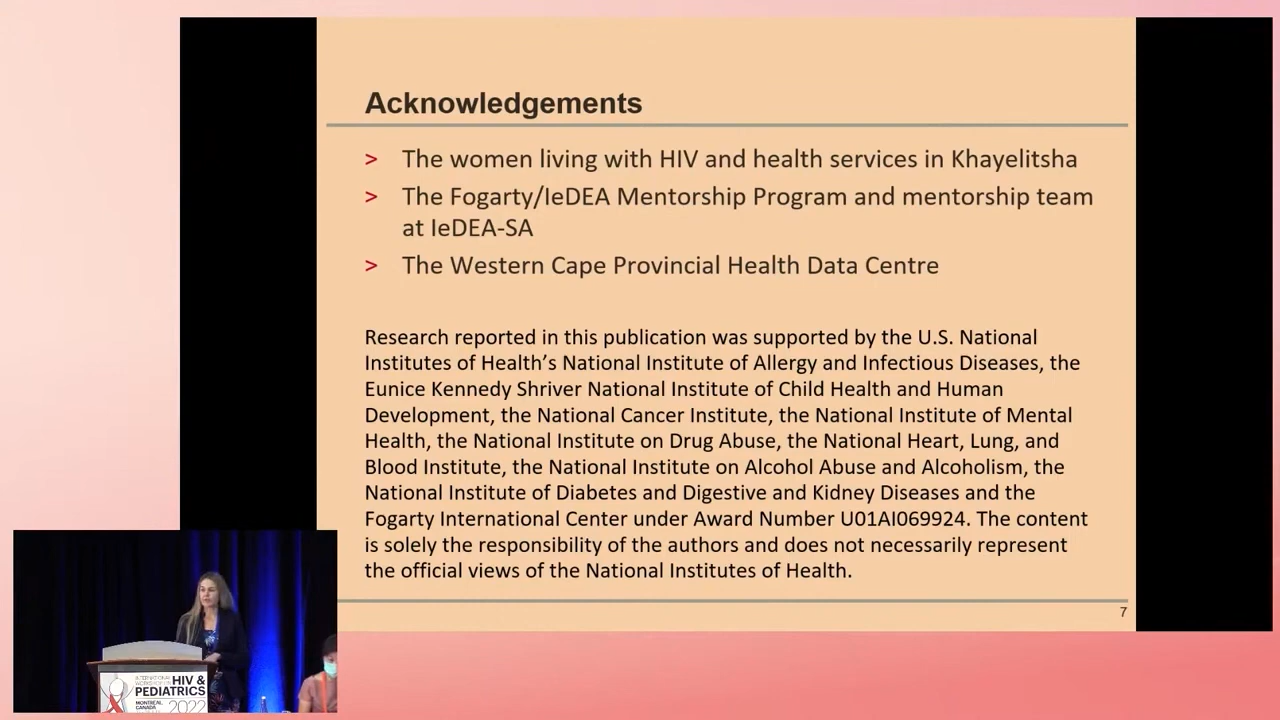 Acknowledgements
> The women living with HIV and health services in Khayelitsha
> The Fogarty/IeDEA Mentorship Program and mentorship team
at IeDEA-SA
> The Western Cape Provincial Health Data Centre
Research reported in this publication was supported by the U.S. National
Institutes of Health’s National Institute of Allergy and Infectious Diseases, the
Eunice Kennedy Shriver National Institute of Child Health and Human
Development, the National Cancer Institute, the National Institute of Mental
Health, the National Institute on Drug Abuse, the National Heart, Lung, and
Blood Institute, the National Institute on Alcohol Abuse and Alcoholism, the
National Institute of Diabetes and Digestive and Kidney Diseases and the
Fogarty International Center under Award Number U01AI069924. The content
is solely the responsibility of the authors and does not necessarily represent
the official views of the National Institutes of Health.
7
INTERNATIONAL
WORKSHOP ON HIV &
PEDIATRICS
MONTREAL
CANADA
2022